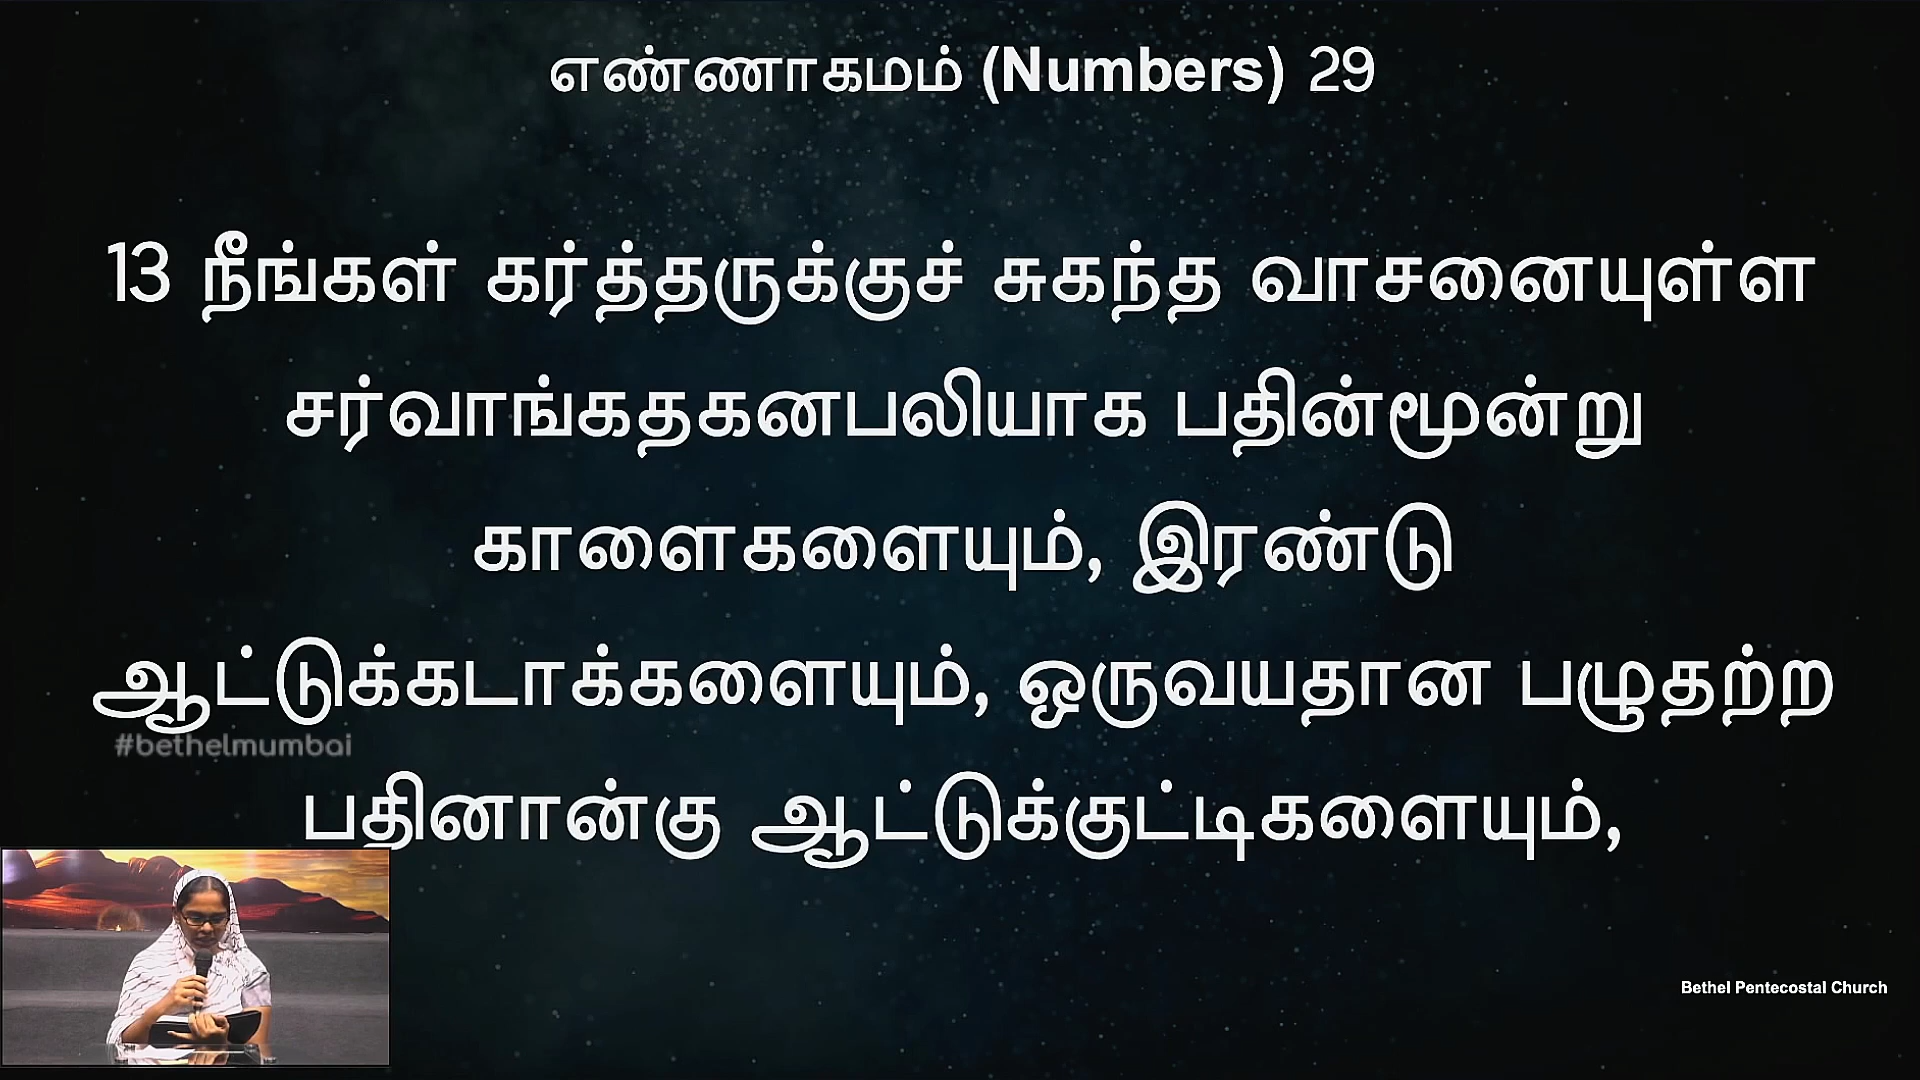 எண்ணாகமம் (Numbers) 29
13 நீங்கள் கர்த்தருக்குச் சுகந்த வாசனையுள்ள
சர்வாங்கதகனபலியாக பதின்மூன்று
காளைகளையும், இரண்டு
ஆட்டுக்கடாக்களையும், ஒருவயதான பழுதற்ற
#bethelmumbai
பதினான்கு ஆட்டுக்குட்டிகளையும்,
Bethel Pentecostal Church